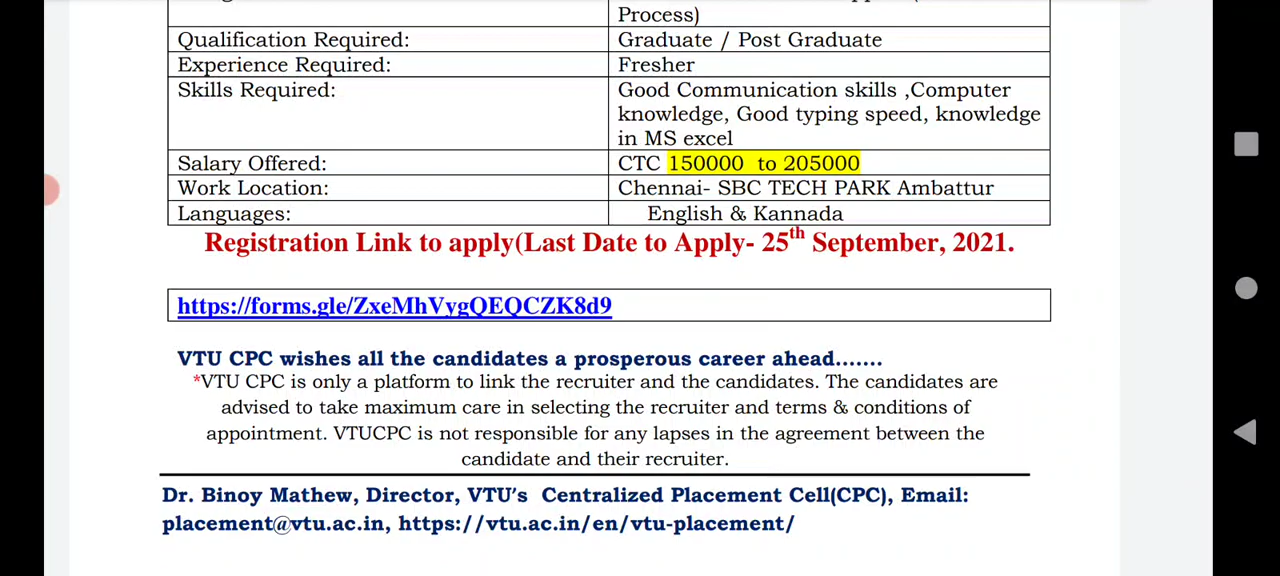 Process)
Qualification Required:
Graduate / Post Graduate
Experience Required:
Fresher
Skills Required:
Good Communication skills ,Computer
knowledge, Good typing speed, knowledge
in MS excel
Salary Offered:
CTC 150000 to 205000
Work Location:
Chennai- SBC TECH PARK Ambattur
Languages:
English & Kannada
Registration Link to apply(Last Date to Apply- 25th September, 2021.
https://forms.gle/ZxeMhVygQEQCZK8d9
VTU CPC wishes all the candidates a prosperous career ahead.......
*VTU CPC is only a platform to link the recruiter and the candidates. The candidates are
advised to take maximum care in selecting the recruiter and terms & conditions of
appointment. VTUCPC is not responsible for any lapses in the agreement between the
candidate and their recruiter.
Dr. Binoy Mathew, Director, VTU's Centralized Placement Cell(CPC), Email:
placement@vtu.ac.in, https://vtu.ac.in/en/vtu-placement/